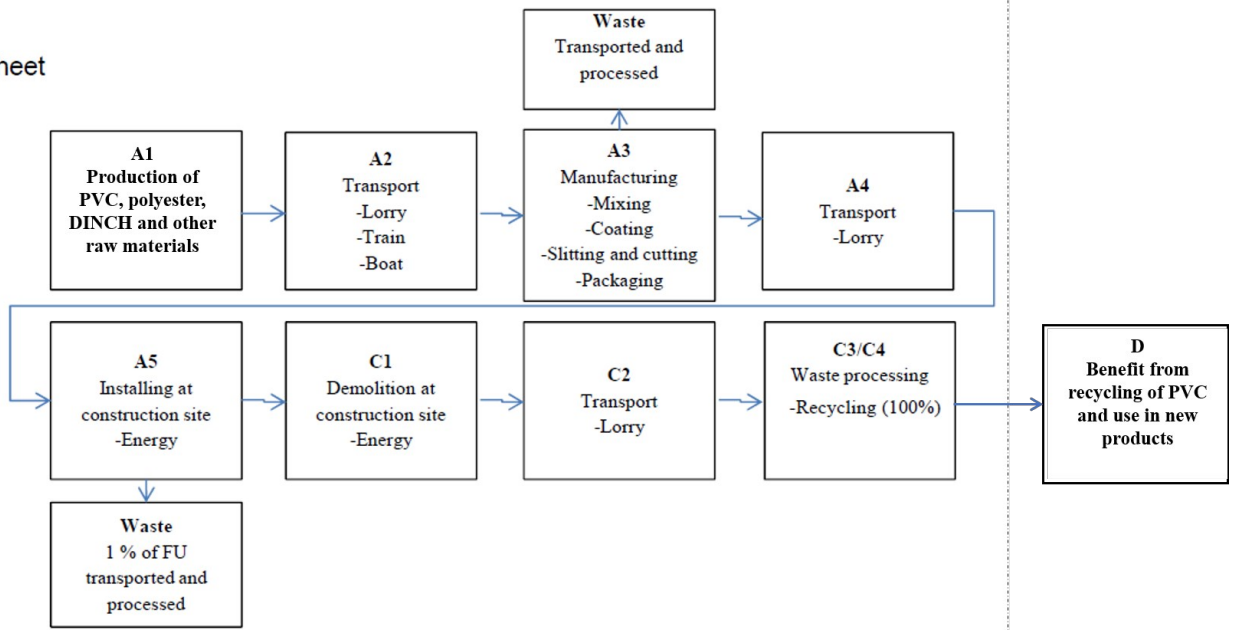 Waste
Transported and
processed
A1
Production of
PVC, polyester,
DINCH and other
raw materials
A2
Transport
-Lorry
-Train
-Boat
A3
Manufacturing
-Mixing
-Coating
-Slitting and cutting
-Packaging
A4
Transport
-Lorry
A5
Installing at
construction site
-Energy
C1
Demolition at
construction site
-Energy
C2
Transport
-Lorry
C3/C4
Waste processing
-Recycling (100%)
D
Benefit from
recycling of PVC
and use in new
products
Waste
1 % of FU
transported and
processed